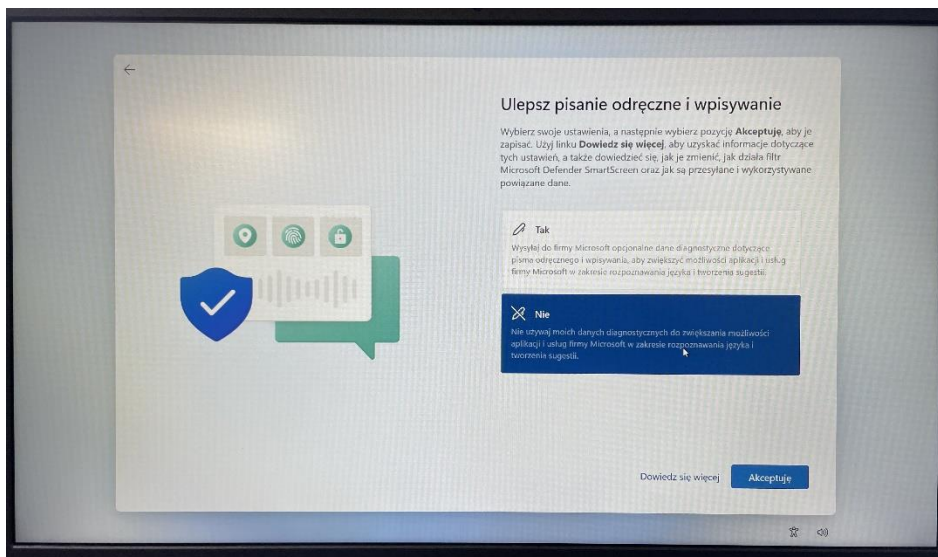 Ulepsz pisanie odręczne i wpisywanie
Wybierz swoje ustawienia, a następnie wybierz pozycję Akceptuję, aby je
zapisać. Użyj linku Dowiedz się więcej, aby uzyskać informacje dotyczące
tych ustawień, a także dowiedzieć się, jak je zmienić, jak działa filtr
Microsoft Defender SmartScreen oraz jak są przesyłane i wykorzystywane
powiązane dane.
Tak
Wysyłaj do firmy Microsoft opcjonalne dane diagnostyczne dotyczące
pisma odręcznego i wpisywania, aby zwiększyć możliwości aplikacji i usług
firmy Microsoft w zakresie rozpoznawania języka i tworzenia sugestii.
Nie
Nie używaj moich danych diagnostycznych do zwiększania możliwości
aplikacji i usług firmy Microsoft w zakresie rozpoznawania języka i
tworzenia sugestii.
Dowiedz się więcej
Akceptuję